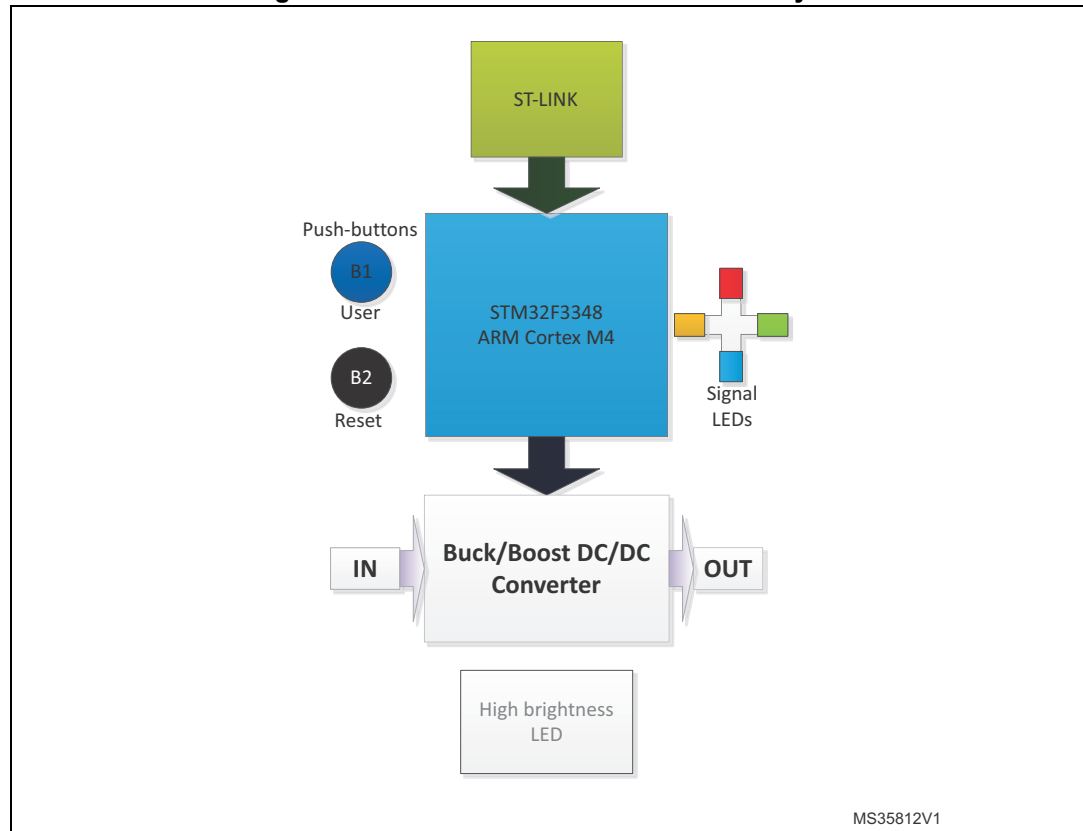 ST-LINK
Push-buttons
B1
User
STM32F3348
ARM Cortex M4
B2
Reset
Signal
LEDs
IN
Buck/Boost DC/DC
Converter
OUT
High brightness
LED
MS35812V1